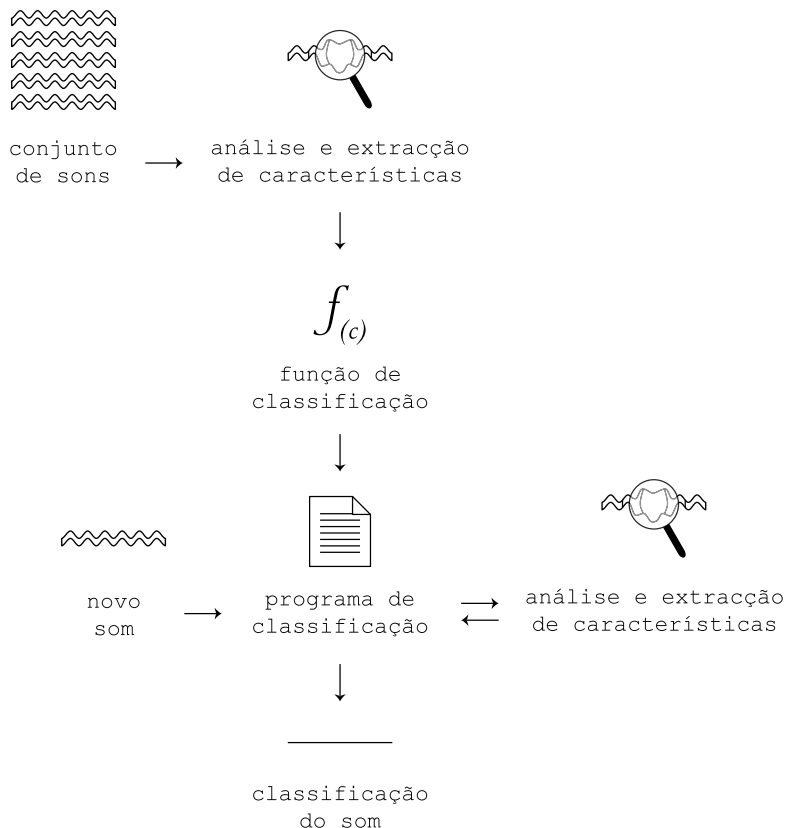 conjunto
de sons
análise e extracção
de características
f(c)
função de
classificação
novo
som
programa de
classificação
análise e extracção
de características
classificação
do som